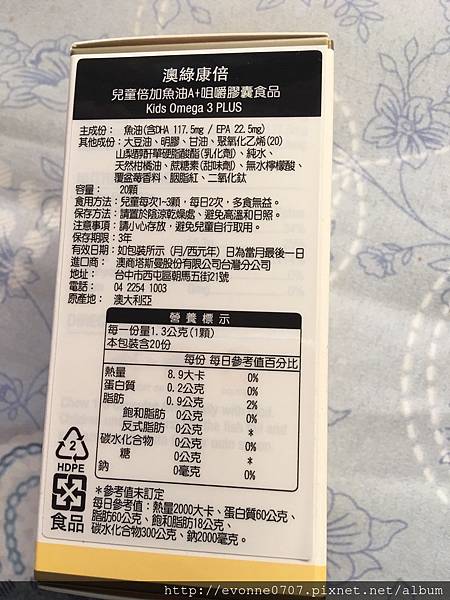 澳綠康倍
兒童倍加魚油A+咀嚼膠囊食品
Kids Omega 3 PLUS
主成份： 魚油(含DHA 117.5mg / EPA 22.5mg)
其他成份：大豆油、明膠、甘油、聚氧化乙烯(20)
山梨醇酐單硬脂酸酯(乳化劑)、純水、
天然柑橘油、蔗糖素(甜味劑)、無水檸檬酸、
覆盆莓香料、胭脂紅、二氧化鈦
容量： 20顆
食用方法：兒童每次1~3顆，每日2次，多食無益。
保存方法：請置於陰涼乾燥處、避免高溫和日照。
注意事項：請小心存放，避免兒童自行取用。
保存期限：3年
有效日期：如包裝所示（月/西元年）日為當月最後一日
進口商： 澳商塔斯曼股份有限公司台灣分公司
地址： 台中市西屯區朝馬五街21號
電話： 04 2254 1003
原產地： 澳大利亞
營養標示
每一份量1.3公克(1顆)
本包裝含20份
每份 每日參考值百分比
熱量 8.9大卡 0%
蛋白質 0.2公克 0%
脂肪 0.9公克 2%
飽和脂肪 0公克 0%
反式脂肪 0公克 *
碳水化合物 0公克 0%
糖 0公克 *
鈉 0毫克 0%
*參考值未訂定
每日參考值：熱量2000大卡、蛋白質60公克、
脂肪60公克、飽和脂肪18公克、
碳水化合物300公克、鈉2000毫克。
2
HDPE
食品
http://evonne0707.pixnet.net/album